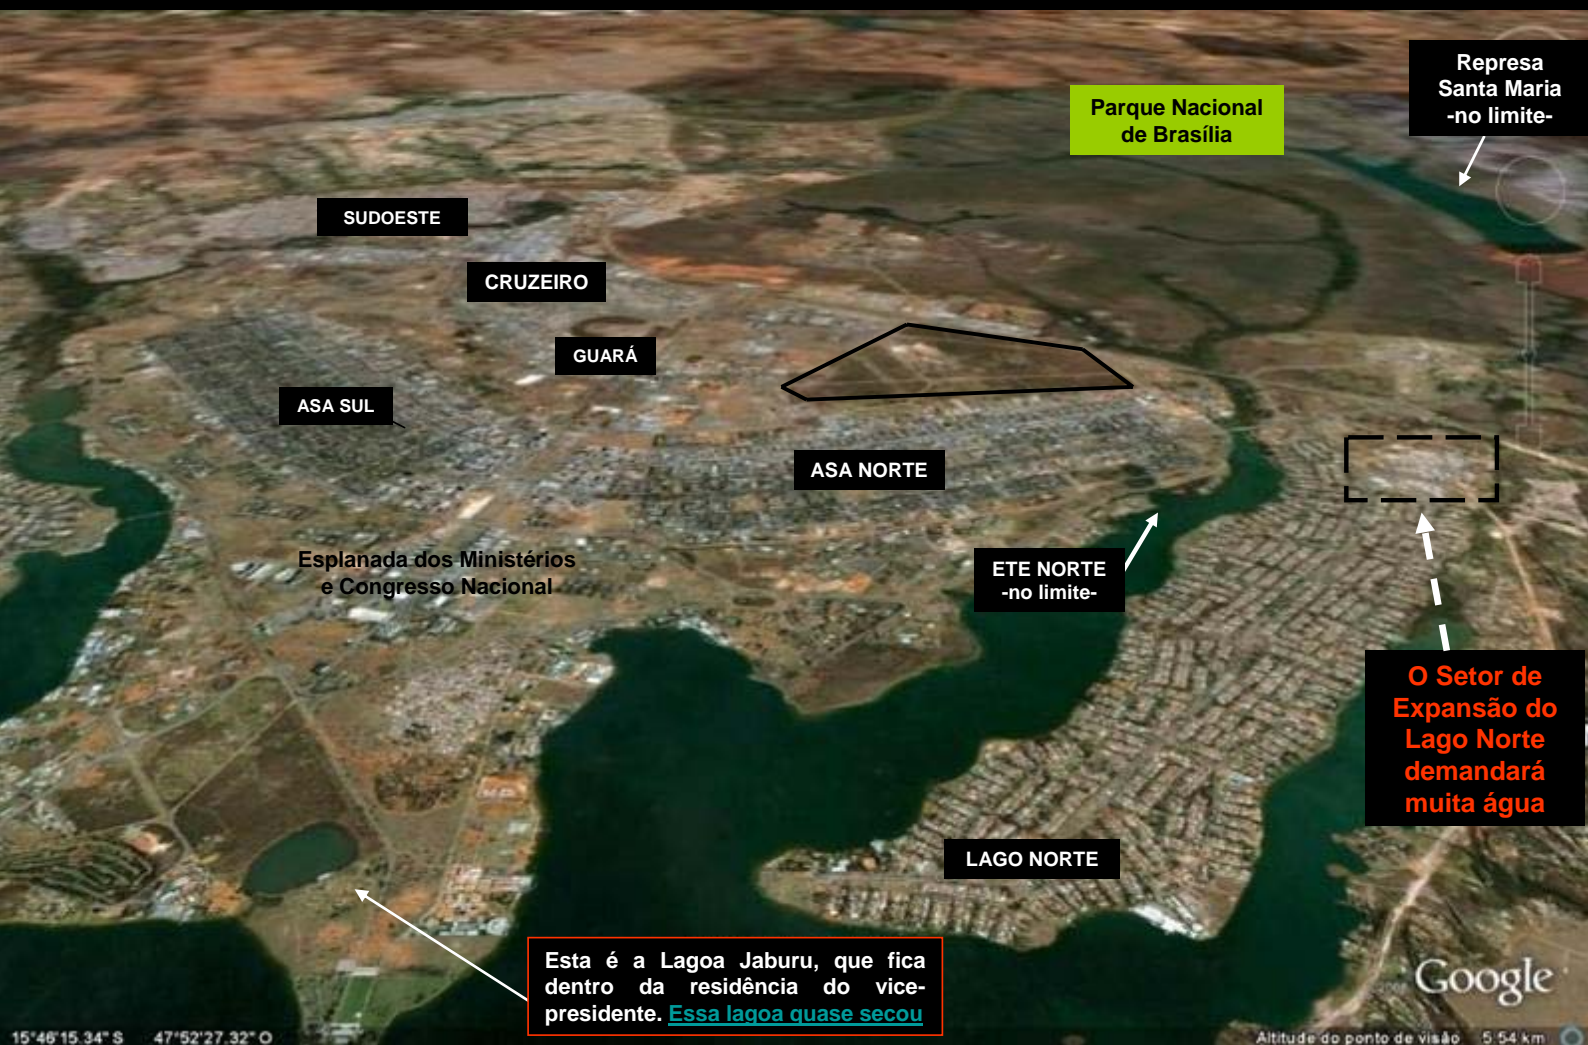 Represa
Santa Maria
-no limite-
Parque Nacional
de Brasília
SUDOESTE
CRUZEIRO
GUARÁ
ASA SUL
ASA NORTE
Esplanada dos Ministérios
e Congresso Nacional
ETE NORTE
-no limite-
O Setor de
Expansão do
Lago Norte
demandará
muita água
LAGO NORTE
Esta é a Lagoa Jaburu, que fica
dentro da residência do vice-
presidente. Essa lagoa quase secou
Google
15°46'15.34" S 47°52'27.32" O
Altitude do ponto de visão 5.54 km